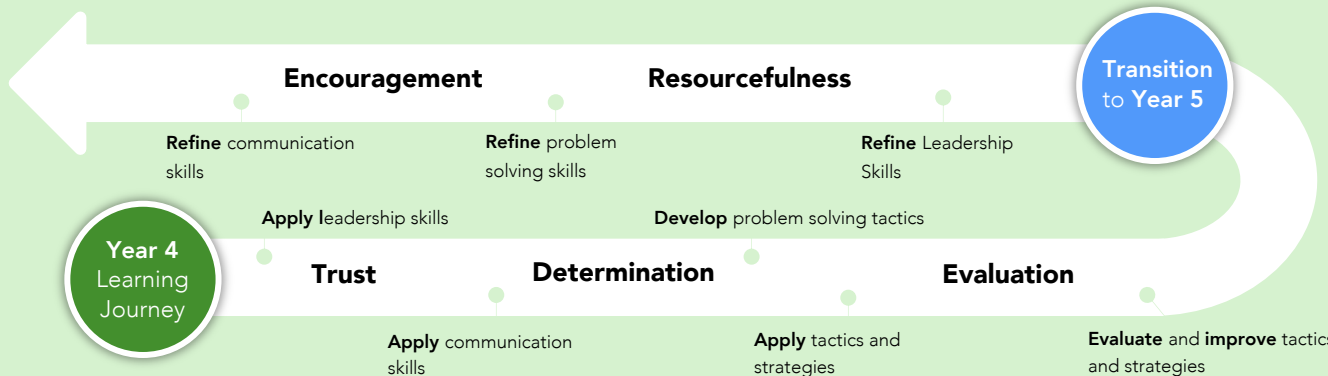 Encouragement
Resourcefulness
Transition
to Year 5
Refine communication
skills
Refine problem
solving skills
Refine Leadership
Skills
Year 4
Learning
Journey
Apply leadership skills
Develop problem solving tactics
Trust
Determination
Evaluation
Apply communication
skills
Apply tactics and
strategies
Evaluate and improve tactics
and strategies